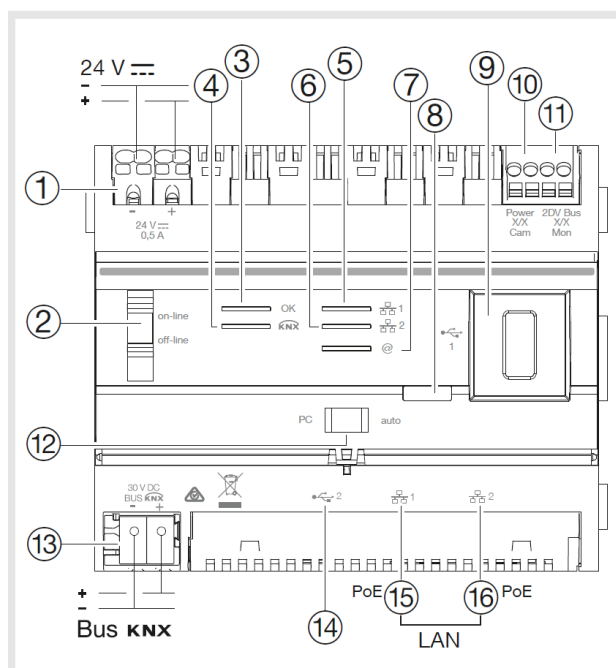 24 V
-
+
③
⑤
④
⑥
⑦
⑧
⑨
⑩
⑪
①
- +
24 V
0,5 A
Power 2DV Bus
X/X X/X
Cam Mon
②
on-line
off-line
OK
KNX
1
2
@
1
PC auto
⑫
30 V DC
BUS KNX
- +
2 1 2
⑬
+
-
Bus KNX
⑭
PoE ⑮ ⑯ PoE
LAN